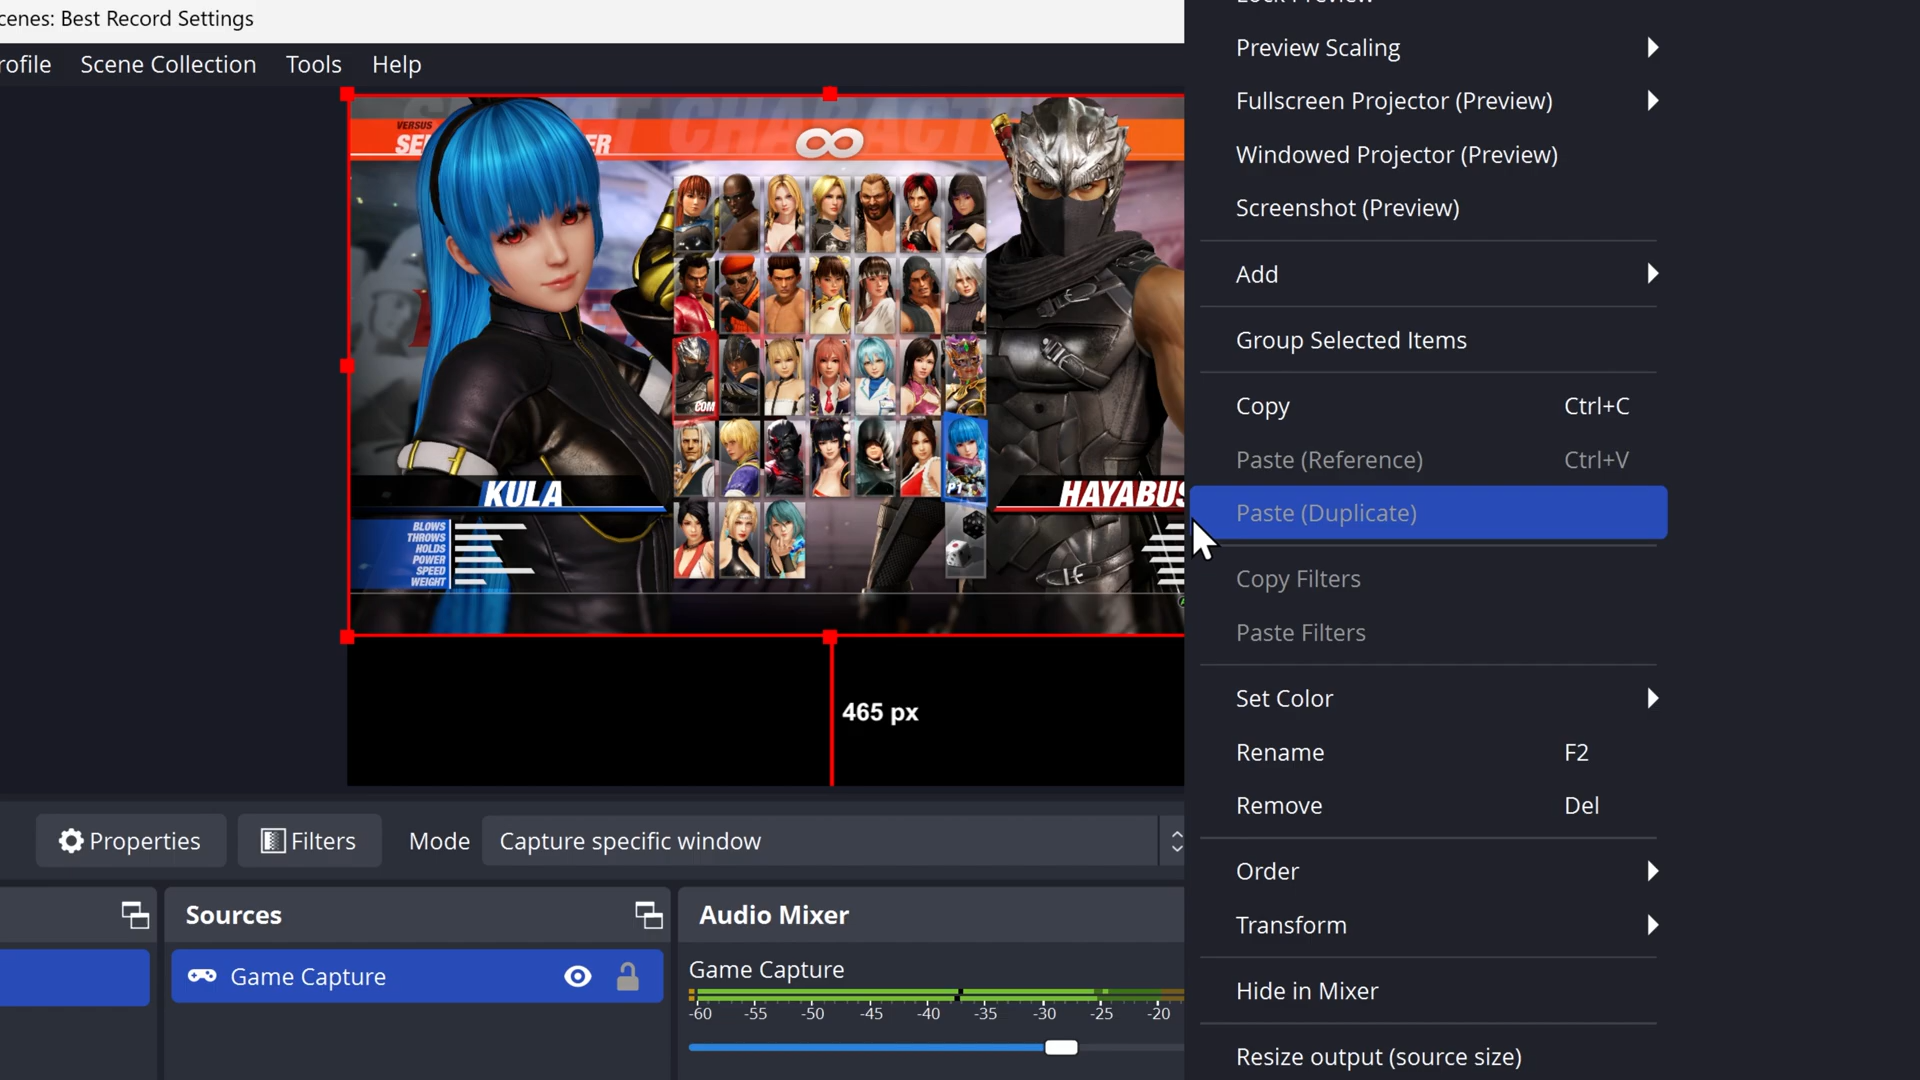 cenes: Best Record Settings
rofile Scene Collection Tools Help
VERSUS
KULA
HAYABUS
BLOWS
THROWS
HOLDS
POWER
SPEED
WEIGHT
COM
P1
465 px
Properties Filters Mode Capture specific window
Sources
Game Capture
Audio Mixer
Game Capture
-60 -55 -50 -45 -40 -35 -30 -25 -20
Preview Scaling
Fullscreen Projector (Preview)
Windowed Projector (Preview)
Screenshot (Preview)
Add
Group Selected Items
Copy Ctrl+C
Paste (Reference) Ctrl+V
Paste (Duplicate)
Copy Filters
Paste Filters
Set Color
Rename F2
Remove Del
Order
Transform
Hide in Mixer
Resize output (source size)